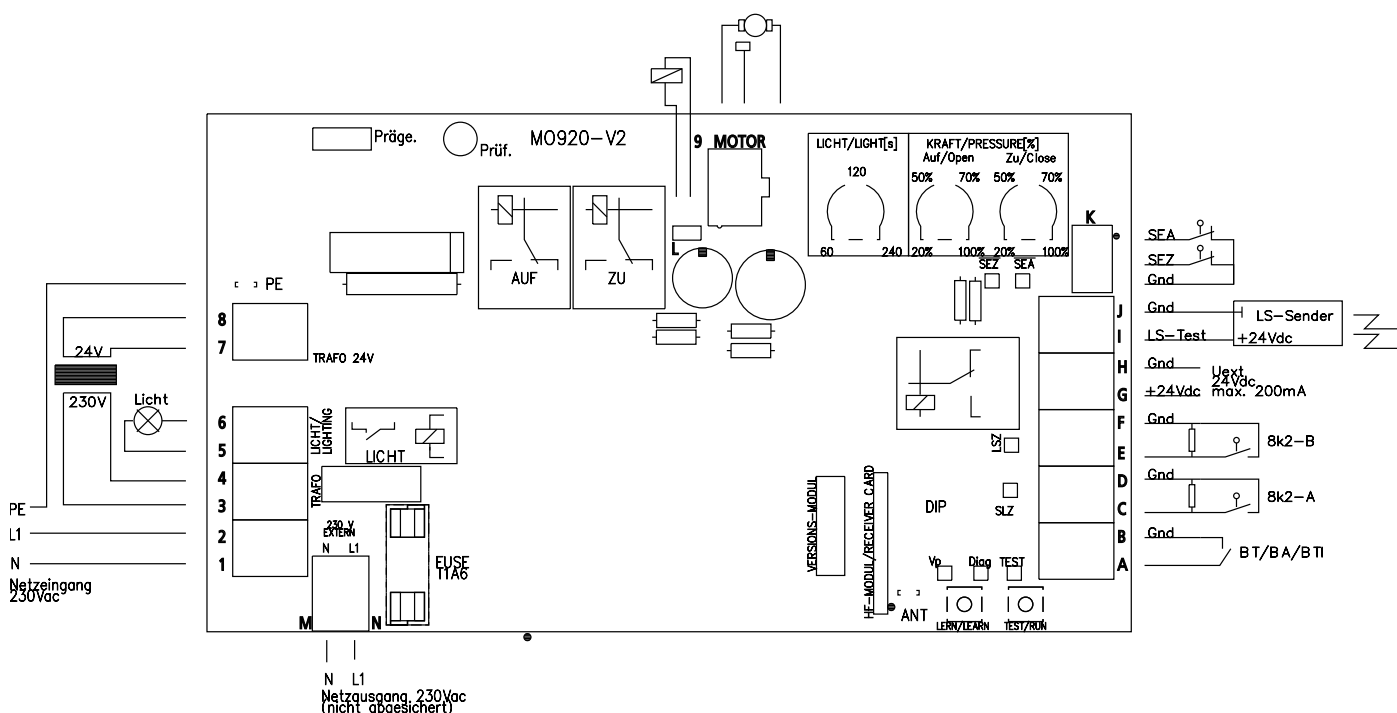 Präge.
Prüf.
MO920-V2
9 MOTOR
LICHT/LIGHT[s]
120
60 240
KRAFT/PRESSURE[%]
Auf/Open Zu/Close
50% 70% 50% 70%
20% 100% 20% 100%
K
SEZ SEA
L
AUF
ZU
PE
8
7
TRAFO 24V
24V
230V
Licht
6
5
LICHT/
LIGHTING
LICHT
4
3
TRAFO
2
1
230 V
EXTERN
N L1
M N
FUSE
T1A6
PE
L1
N
Netzeingang
230Vac
N L1
Netzausgang 230Vac
(nicht abgesichert)
VERSIONS-MODUL
HF-MODUL/RECEIVER CARD
DIP
LSZ
SLZ
Vp Diag TEST
ANT
LERN/LEARN TEST/RUN
J
I
H
G
F
E
D
C
B
A
SEA
SEZ
Gnd
Gnd
LS-Test
LS-Sender
+24Vdc
Gnd
+24Vdc
Uext
24Vdc
max. 200mA
Gnd
8k2-B
Gnd
8k2-A
Gnd
BT/BA/BTI